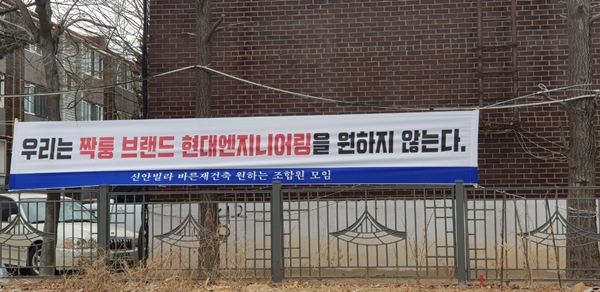 우리는 짝퉁 브랜드 현대엔지니어링을 원하지 않는다.
신안빌라 바른재건축 원하는 조합원 모임